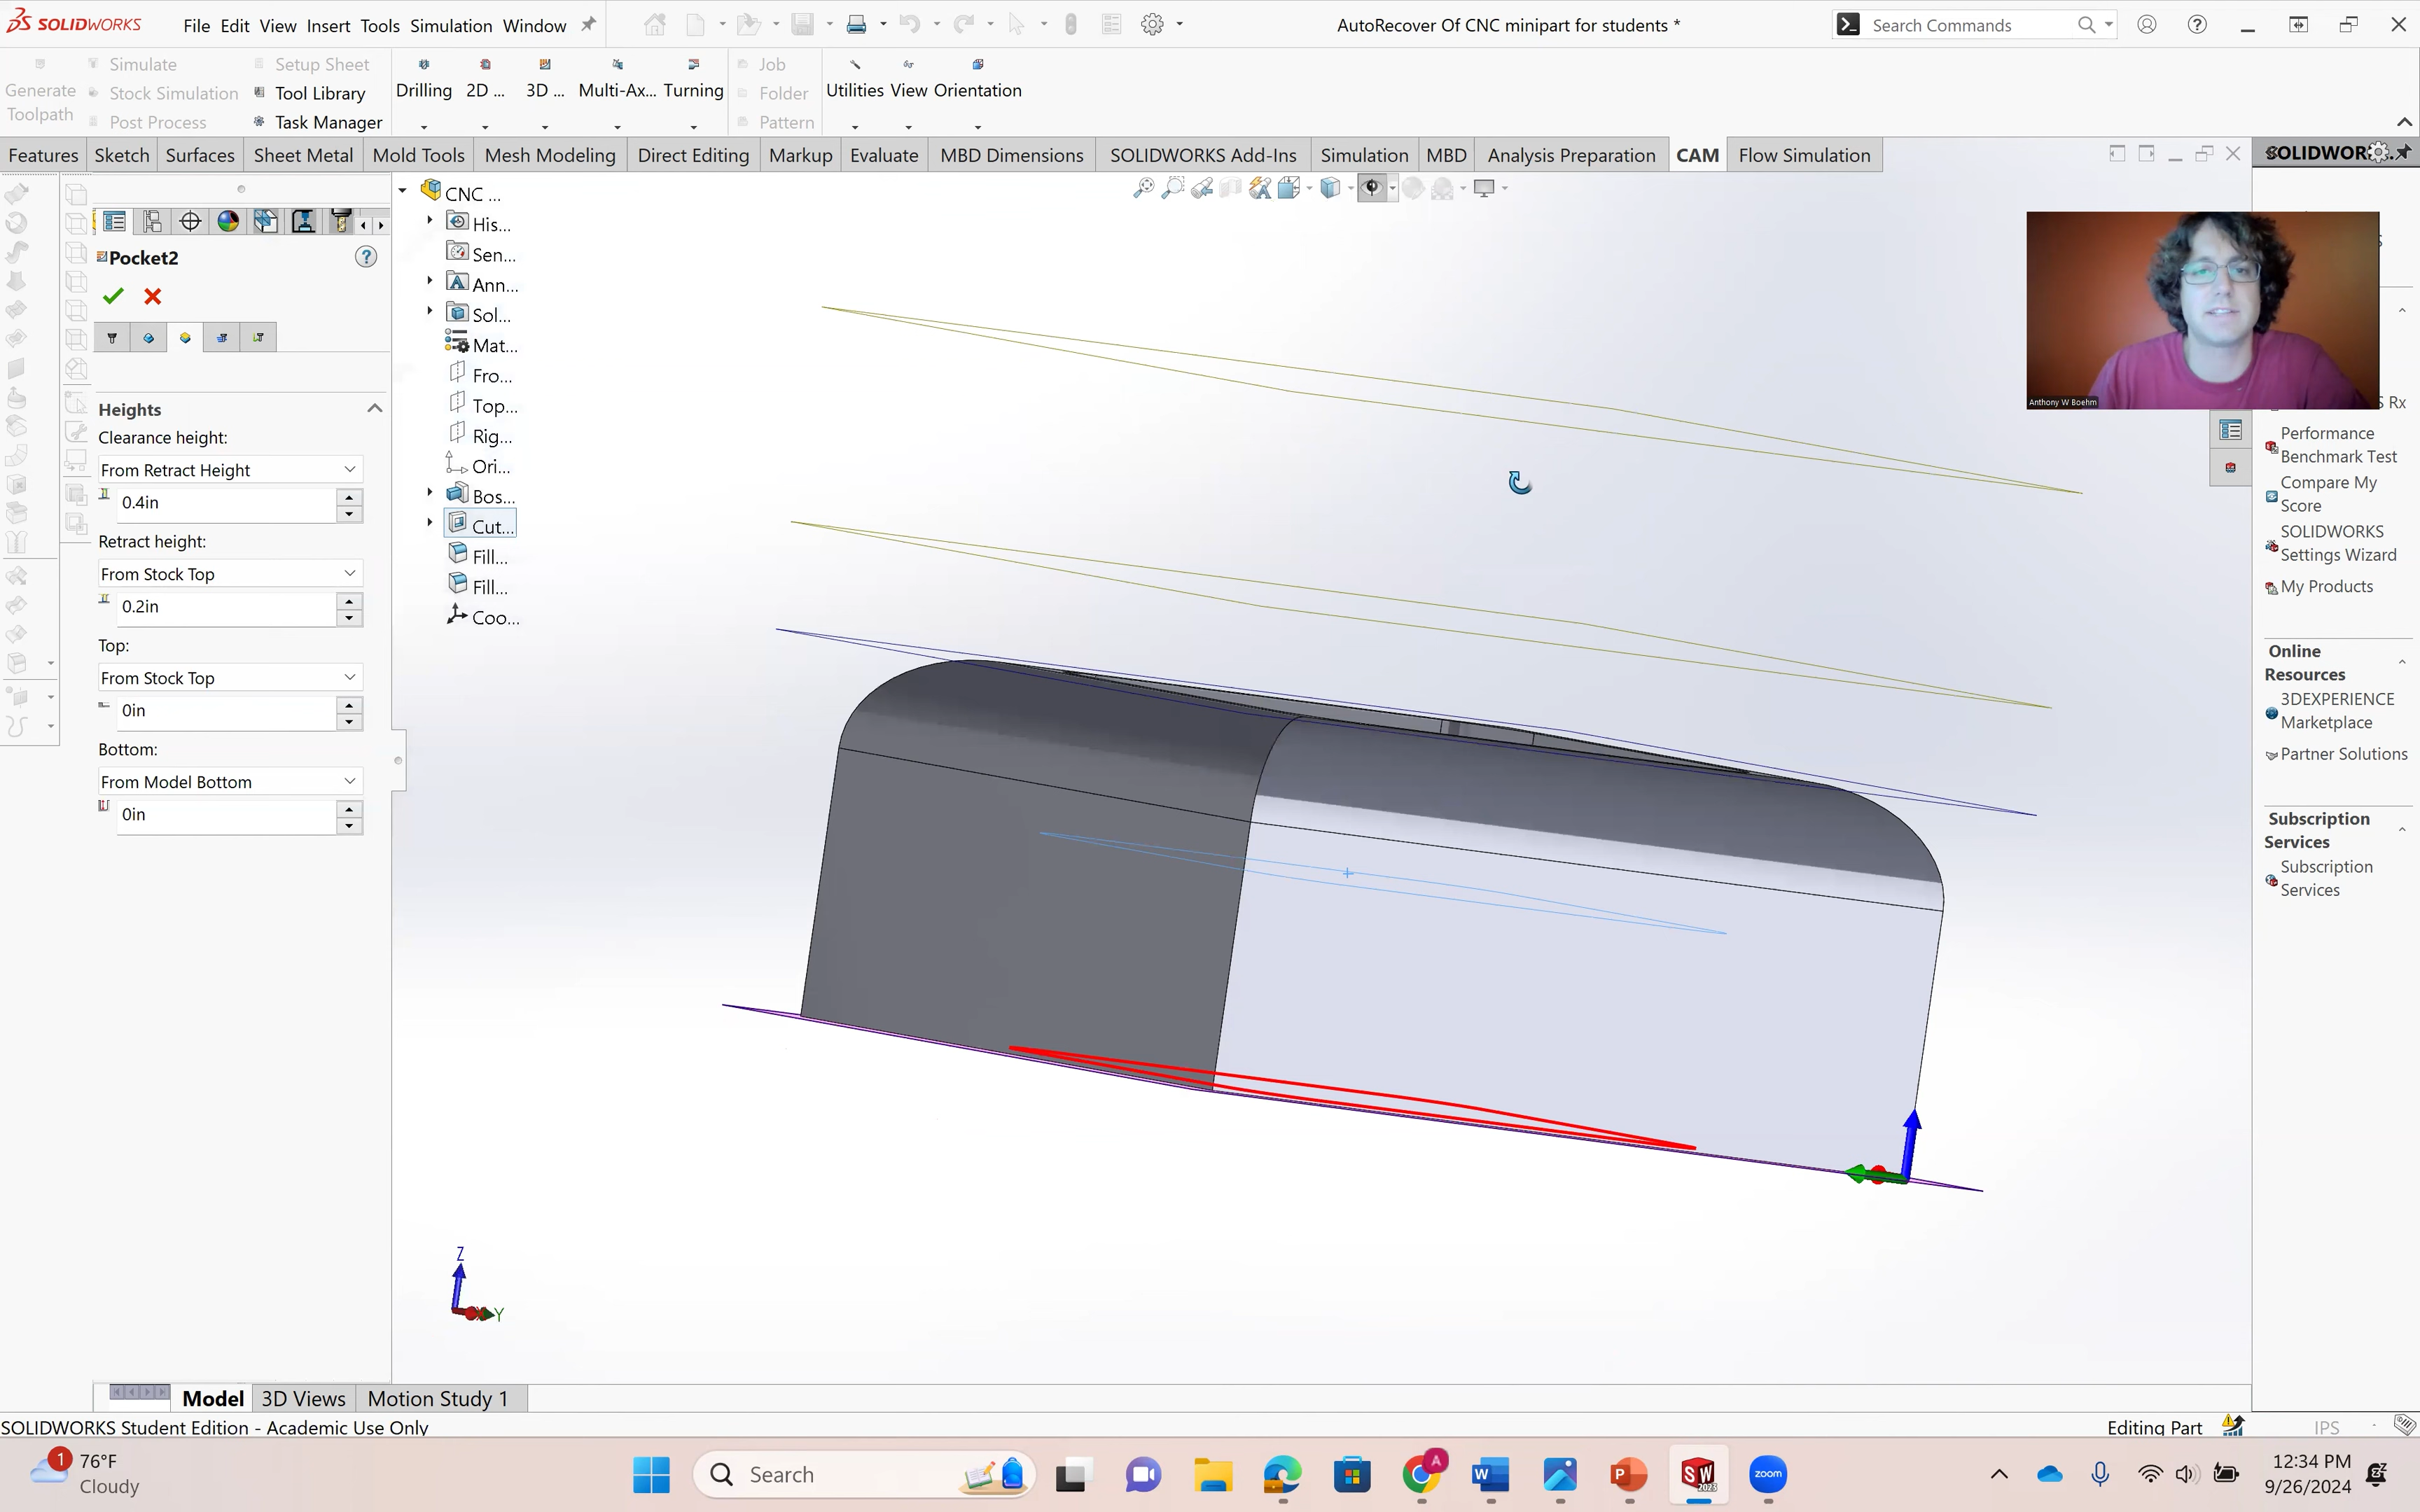 SOLIDWORKS File Edit View Insert Tools Simulation Window
AutoRecover Of CNC minipart for students *
Search Commands
Generate Toolpath
Simulate
Stock Simulation
Post Process
Setup Sheet
Tool Library
Task Manager
Drilling 2D ... 3D ... Multi-Ax... Turning
Job
Folder
Pattern
Utilities View Orientation
Features Sketch Surfaces Sheet Metal Mold Tools Mesh Modeling Direct Editing Markup Evaluate MBD Dimensions SOLIDWORKS Add-Ins Simulation MBD Analysis Preparation CAM Flow Simulation
Pocket2
Heights
Clearance height:
From Retract Height
0.4in
Retract height:
From Stock Top
0.2in
Top:
From Stock Top
0in
Bottom:
From Model Bottom
0in
CNC ...
His...
Sen...
Ann...
Sol...
Mat...
Fro...
Top...
Rig...
Ori...
Bos...
Cut...
Fill...
Fill...
Coo...
Z
Y
Anthony W Boehm
SOLIDWOR
S Rx
Performance
Benchmark Test
Compare My
Score
SOLIDWORKS
Settings Wizard
My Products
Online
Resources
3DEXPERIENCE
Marketplace
Partner Solutions
Subscription
Services
Subscription
Services
Model 3D Views Motion Study 1
SOLIDWORKS Student Edition - Academic Use Only
Editing Part
IPS
1
76°F
Cloudy
Search
A
W
P
SW
2023
zoom
12:34 PM
9/26/2024